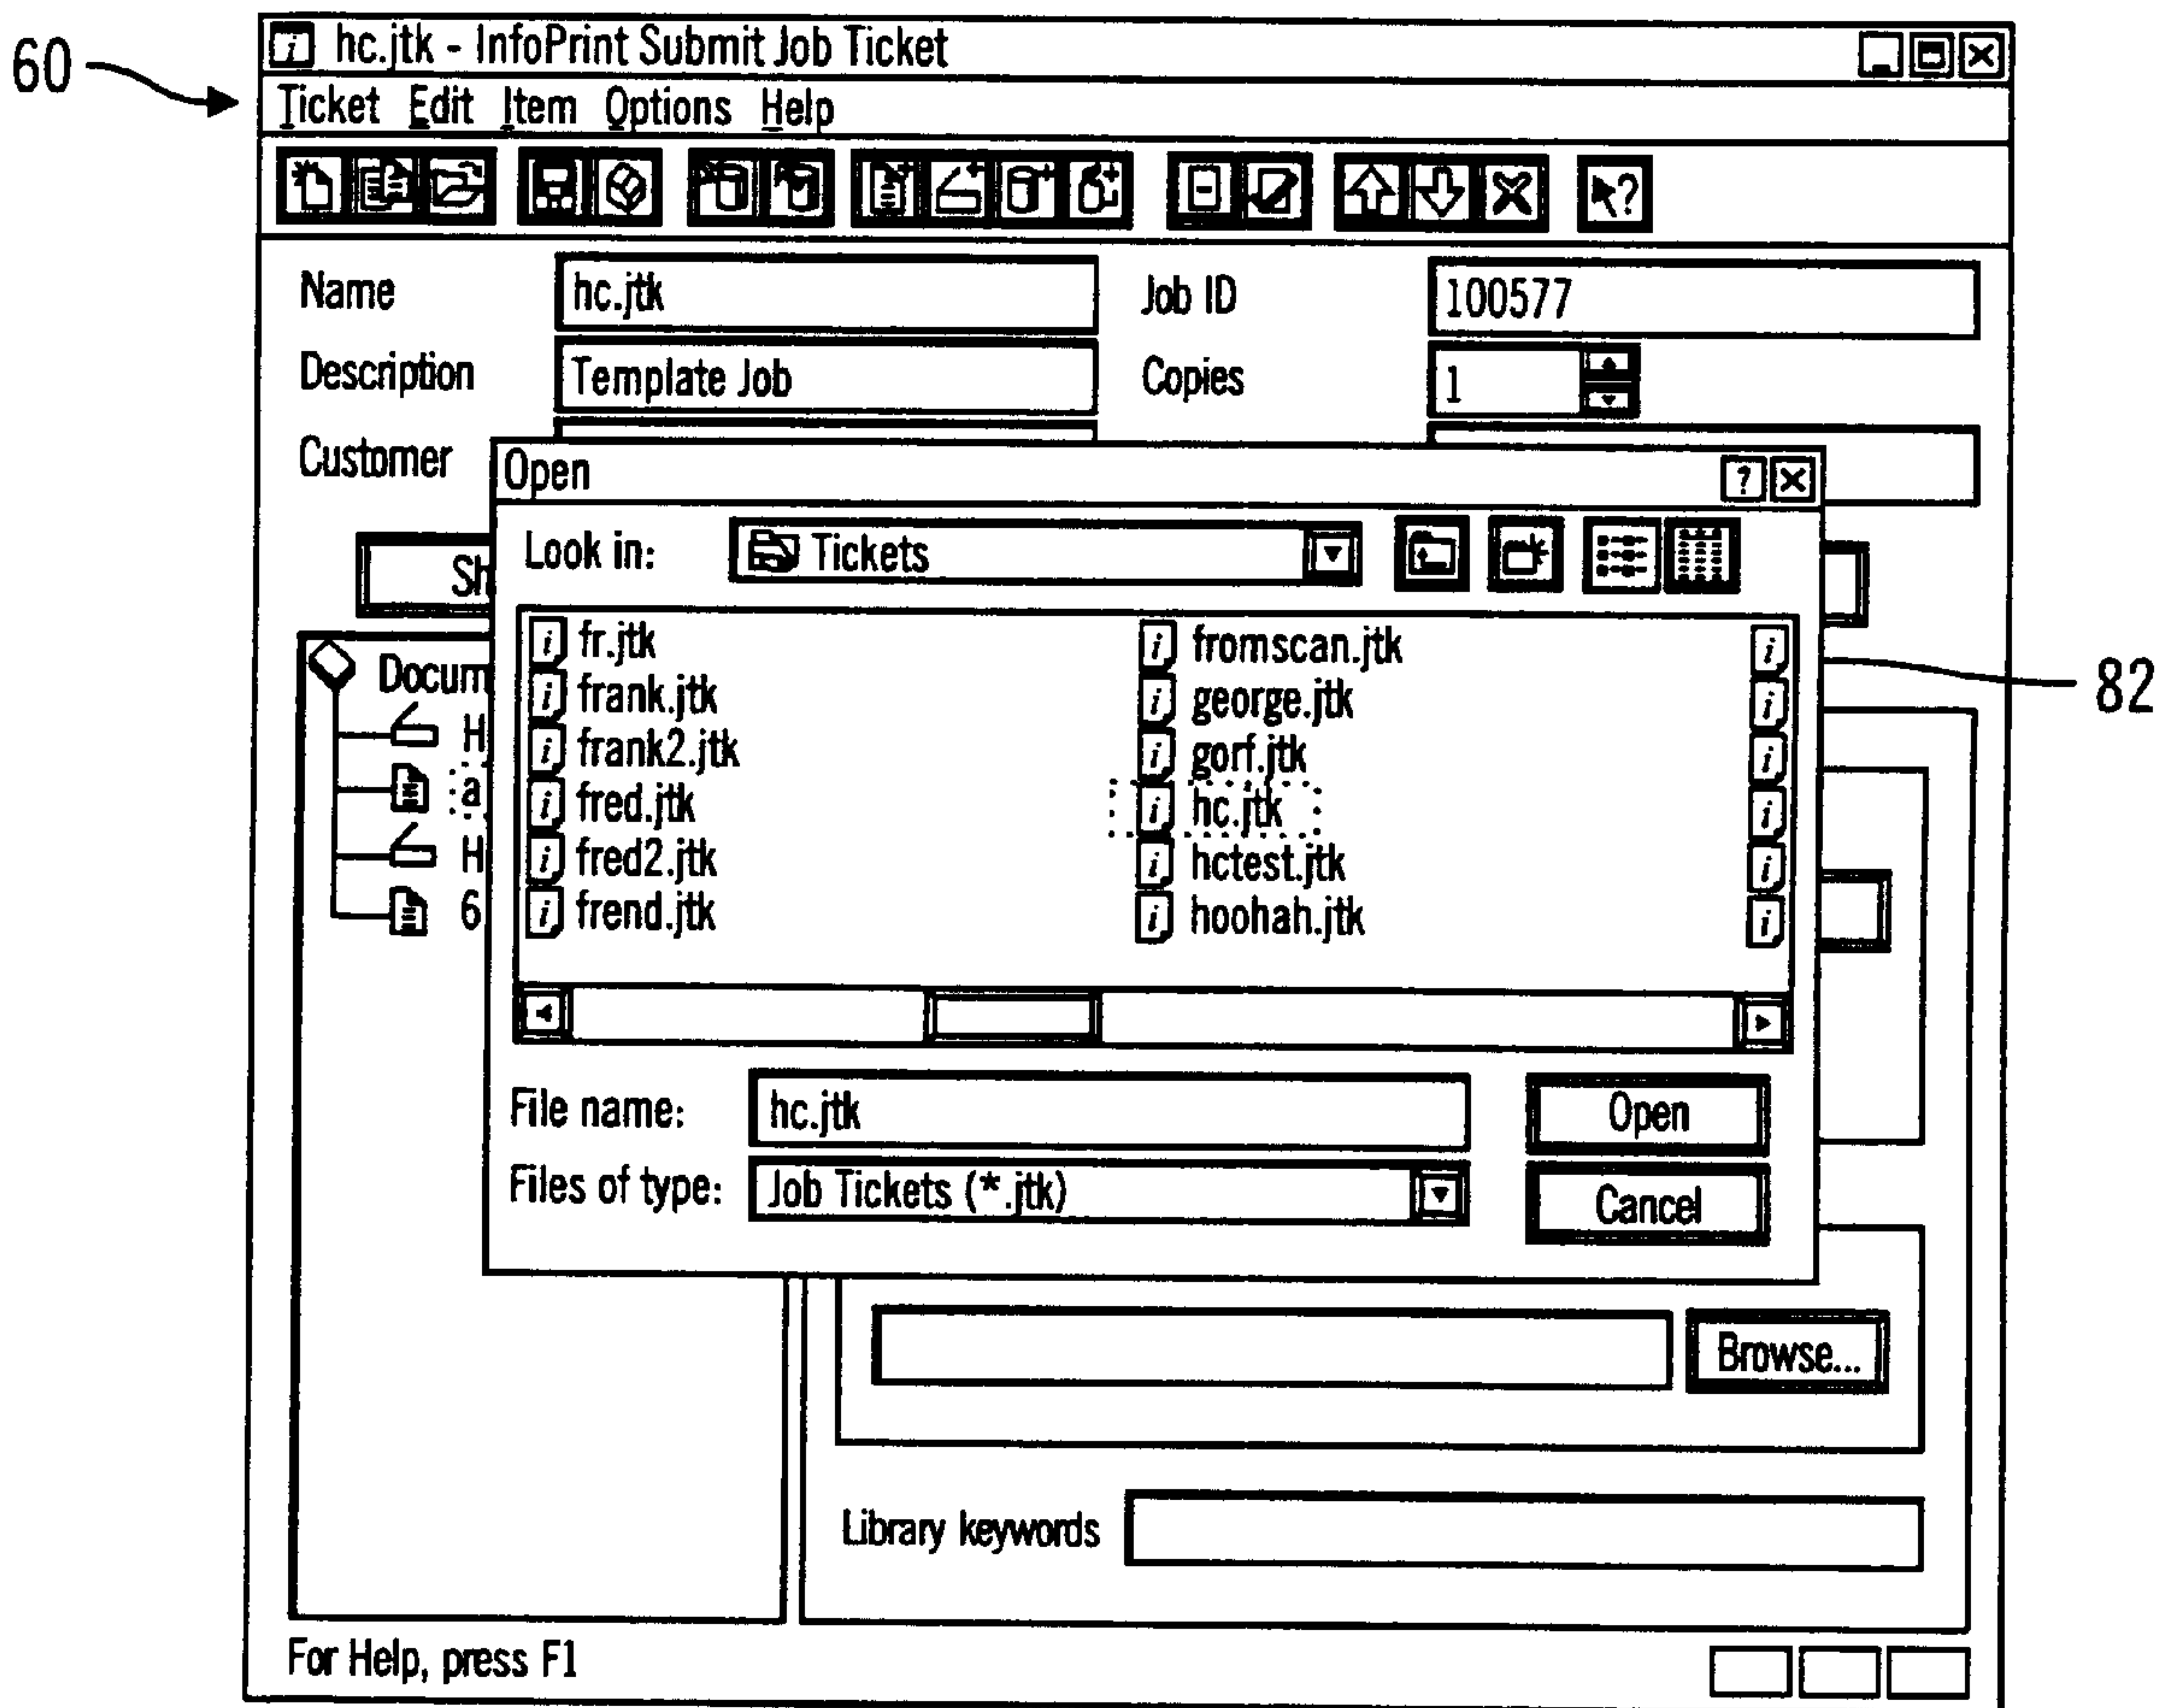 60
hc.jtk - InfoPrint Submit Job Ticket
Ticket Edit Item Options Help
Name hc.jtk Job ID 100577
Description Template Job Copies 1
Customer
Open
Look in: Tickets
Sh
fr.jtk fromscan.jtk
82
Docum
frank.jtk george.jtk
H
frank2.jtk gorf.jtk
a
fred.jtk hc.jtk
H
fred2.jtk hctest.jtk
6
frend.jtk hoohah.jtk
File name: hc.jtk Open
Files of type: Job Tickets (*.jtk) Cancel
Browse...
Library keywords
For Help, press F1